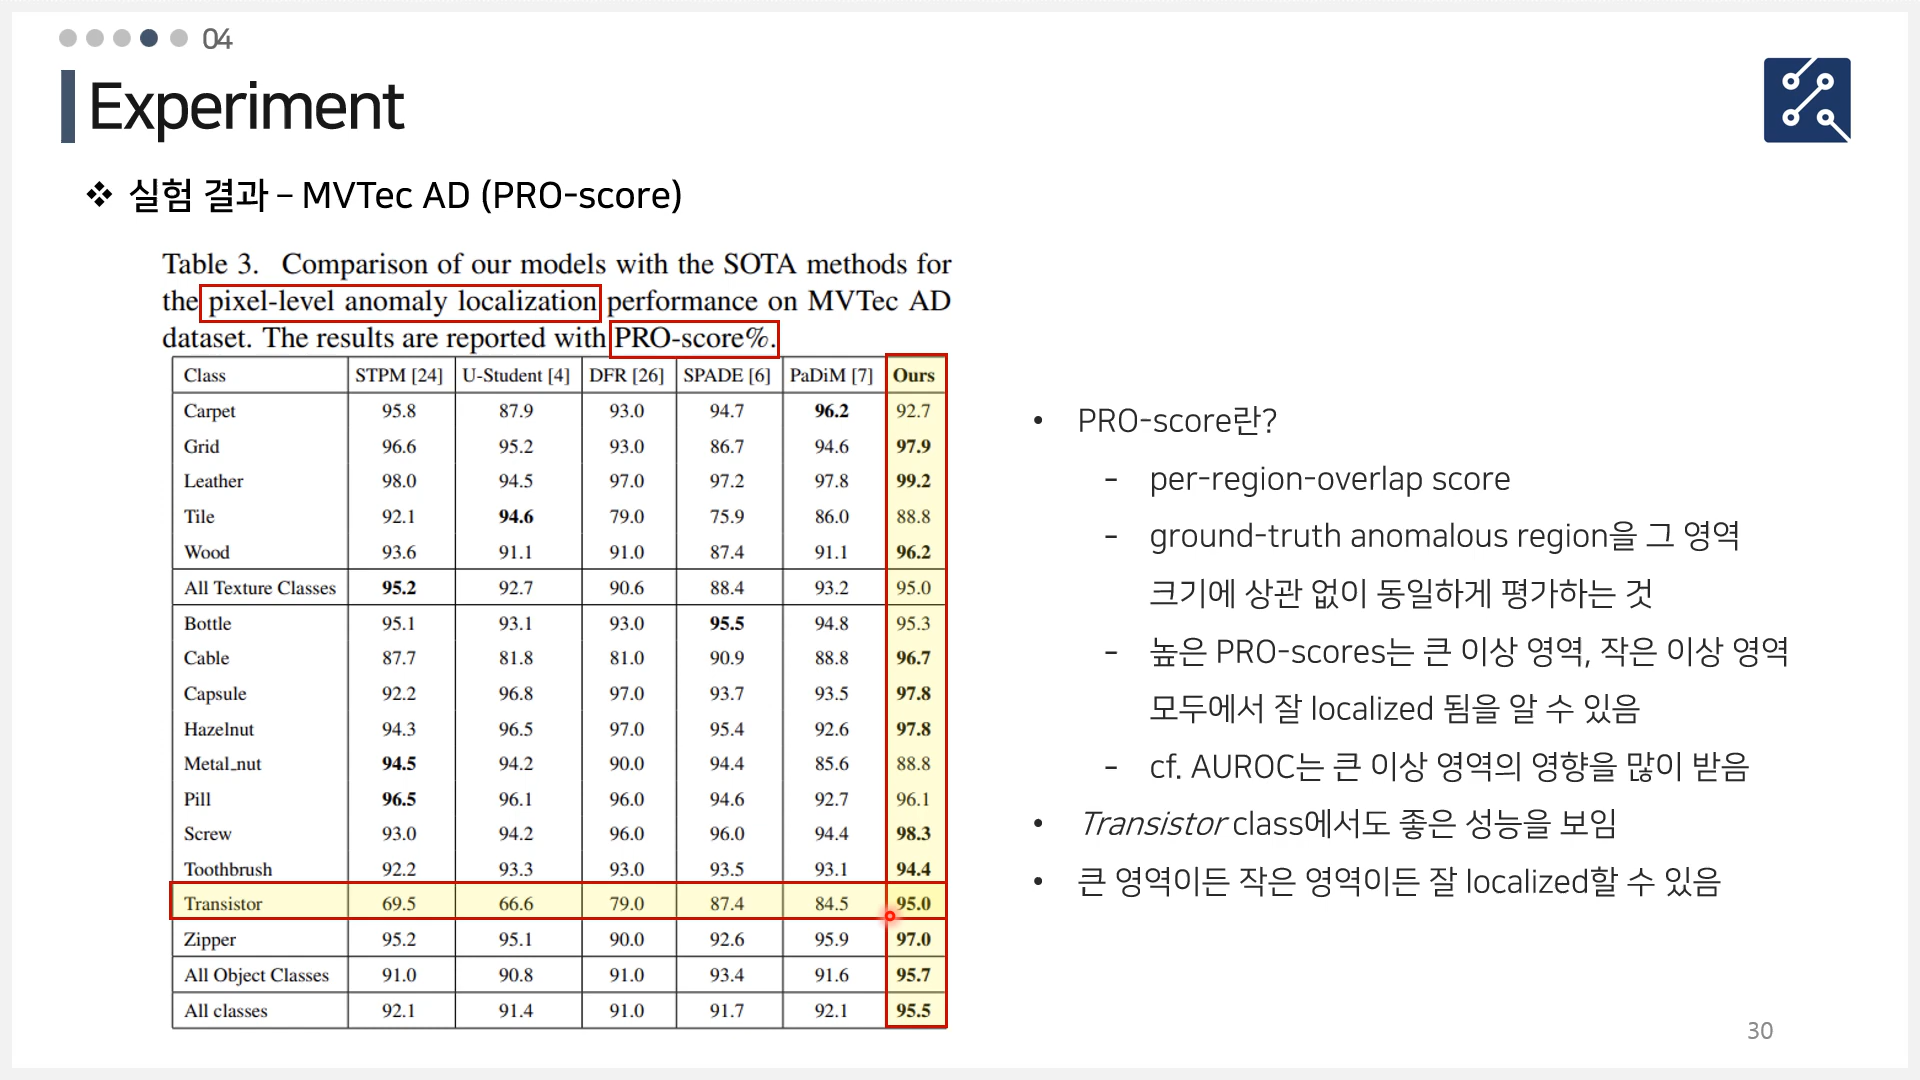 04
Experiment
❖ 실험 결과 – MVTec AD (PRO-score)
Table 3. Comparison of our models with the SOTA methods for
the pixel-level anomaly localization performance on MVTec AD
dataset. The results are reported with PRO-score%.
Class STPM [24] U-Student [4] DFR [26] SPADE [6] PaDiM [7] Ours
Carpet 95.8 87.9 93.0 94.7 96.2 92.7
Grid 96.6 95.2 93.0 86.7 94.6 97.9
Leather 98.0 94.5 97.0 97.2 97.8 99.2
Tile 92.1 94.6 79.0 75.9 86.0 88.8
Wood 93.6 91.1 91.0 87.4 91.1 96.2
All Texture Classes 95.2 92.7 90.6 88.4 93.2 95.0
Bottle 95.1 93.1 93.0 95.5 94.8 95.3
Cable 87.7 81.8 81.0 90.9 88.8 96.7
Capsule 92.2 96.8 97.0 93.7 93.5 97.8
Hazelnut 94.3 96.5 97.0 95.4 92.6 97.8
Metal_nut 94.5 94.2 90.0 94.4 85.6 88.8
Pill 96.5 96.1 96.0 94.6 92.7 96.1
Screw 93.0 94.2 96.0 96.0 94.4 98.3
Toothbrush 92.2 93.3 93.0 93.5 93.1 94.4
Transistor 69.5 66.6 79.0 87.4 84.5 95.0
Zipper 95.2 95.1 90.0 92.6 95.9 97.0
All Object Classes 91.0 90.8 91.0 93.4 91.6 95.7
All classes 92.1 91.4 91.0 91.7 92.1 95.5
• PRO-score란?
- per-region-overlap score
- ground-truth anomalous region을 그 영역
크기에 상관 없이 동일하게 평가하는 것
- 높은 PRO-scores는 큰 이상 영역, 작은 이상 영역
모두에서 잘 localized 됨을 알 수 있음
- cf. AUROC는 큰 이상 영역의 영향을 많이 받음
• Transistor class에서도 좋은 성능을 보임
• 큰 영역이든 작은 영역이든 잘 localized할 수 있음
30